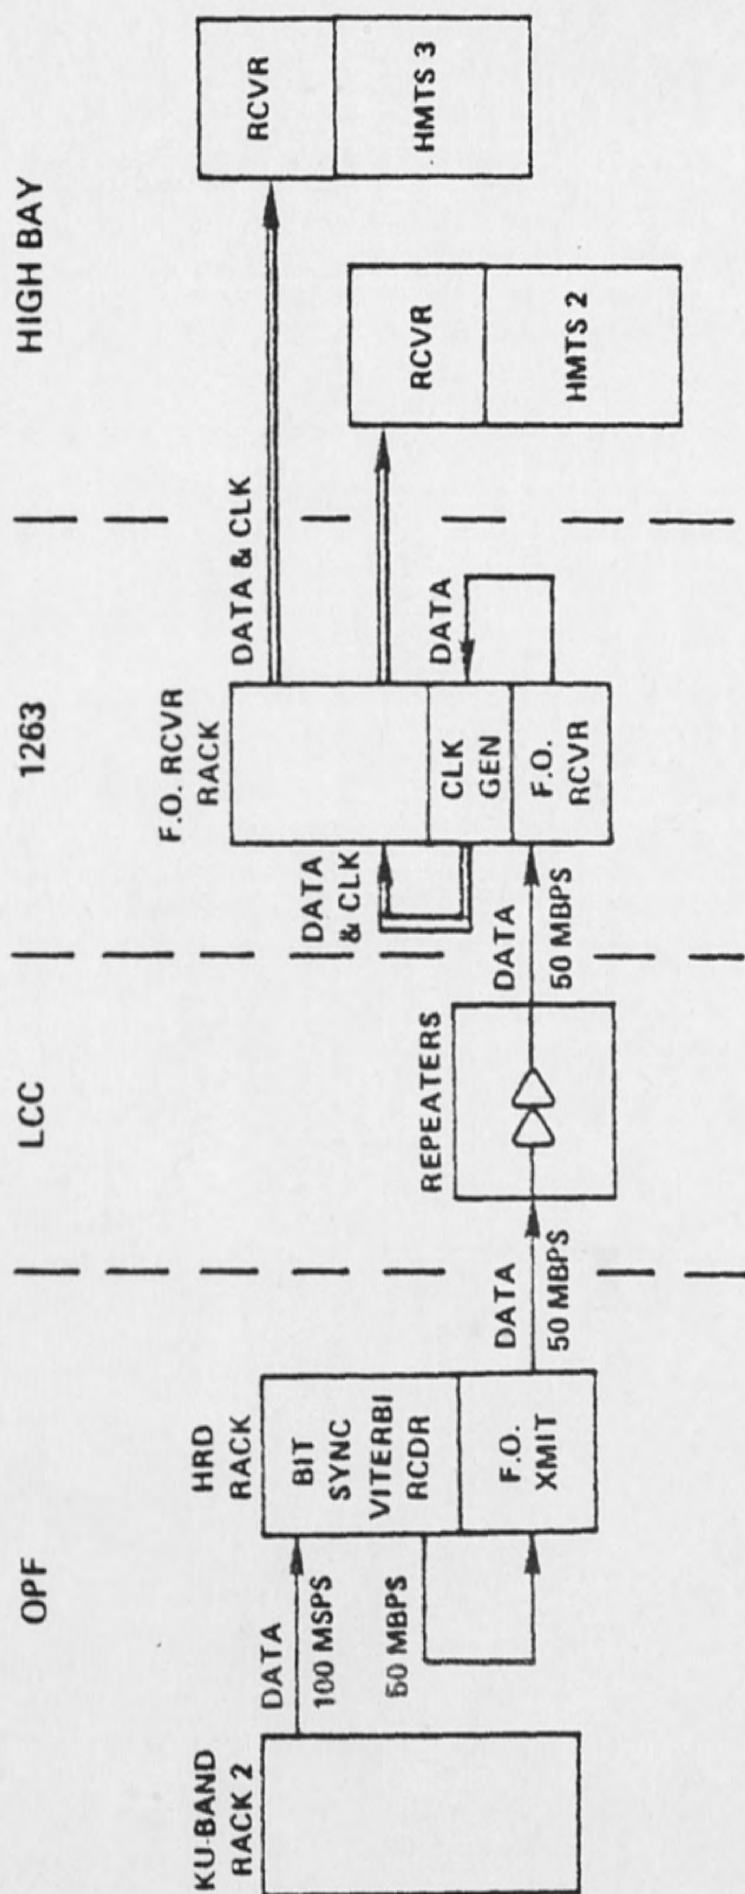 OPF
LCC
1263
HIGH BAY
KU-BAND
RACK 2
DATA
100 MSPS
HRD
RACK
BIT
SYNC
VITERBI
RCDR
50 MBPS
F.O.
XMIT
DATA
50 MBPS
REPEATERS
DATA
50 MBPS
F.O. RCVR
RACK
DATA
& CLK
CLK
GEN
F.O.
RCVR
DATA
DATA & CLK
RCVR
HMTS 2
RCVR
HMTS 3